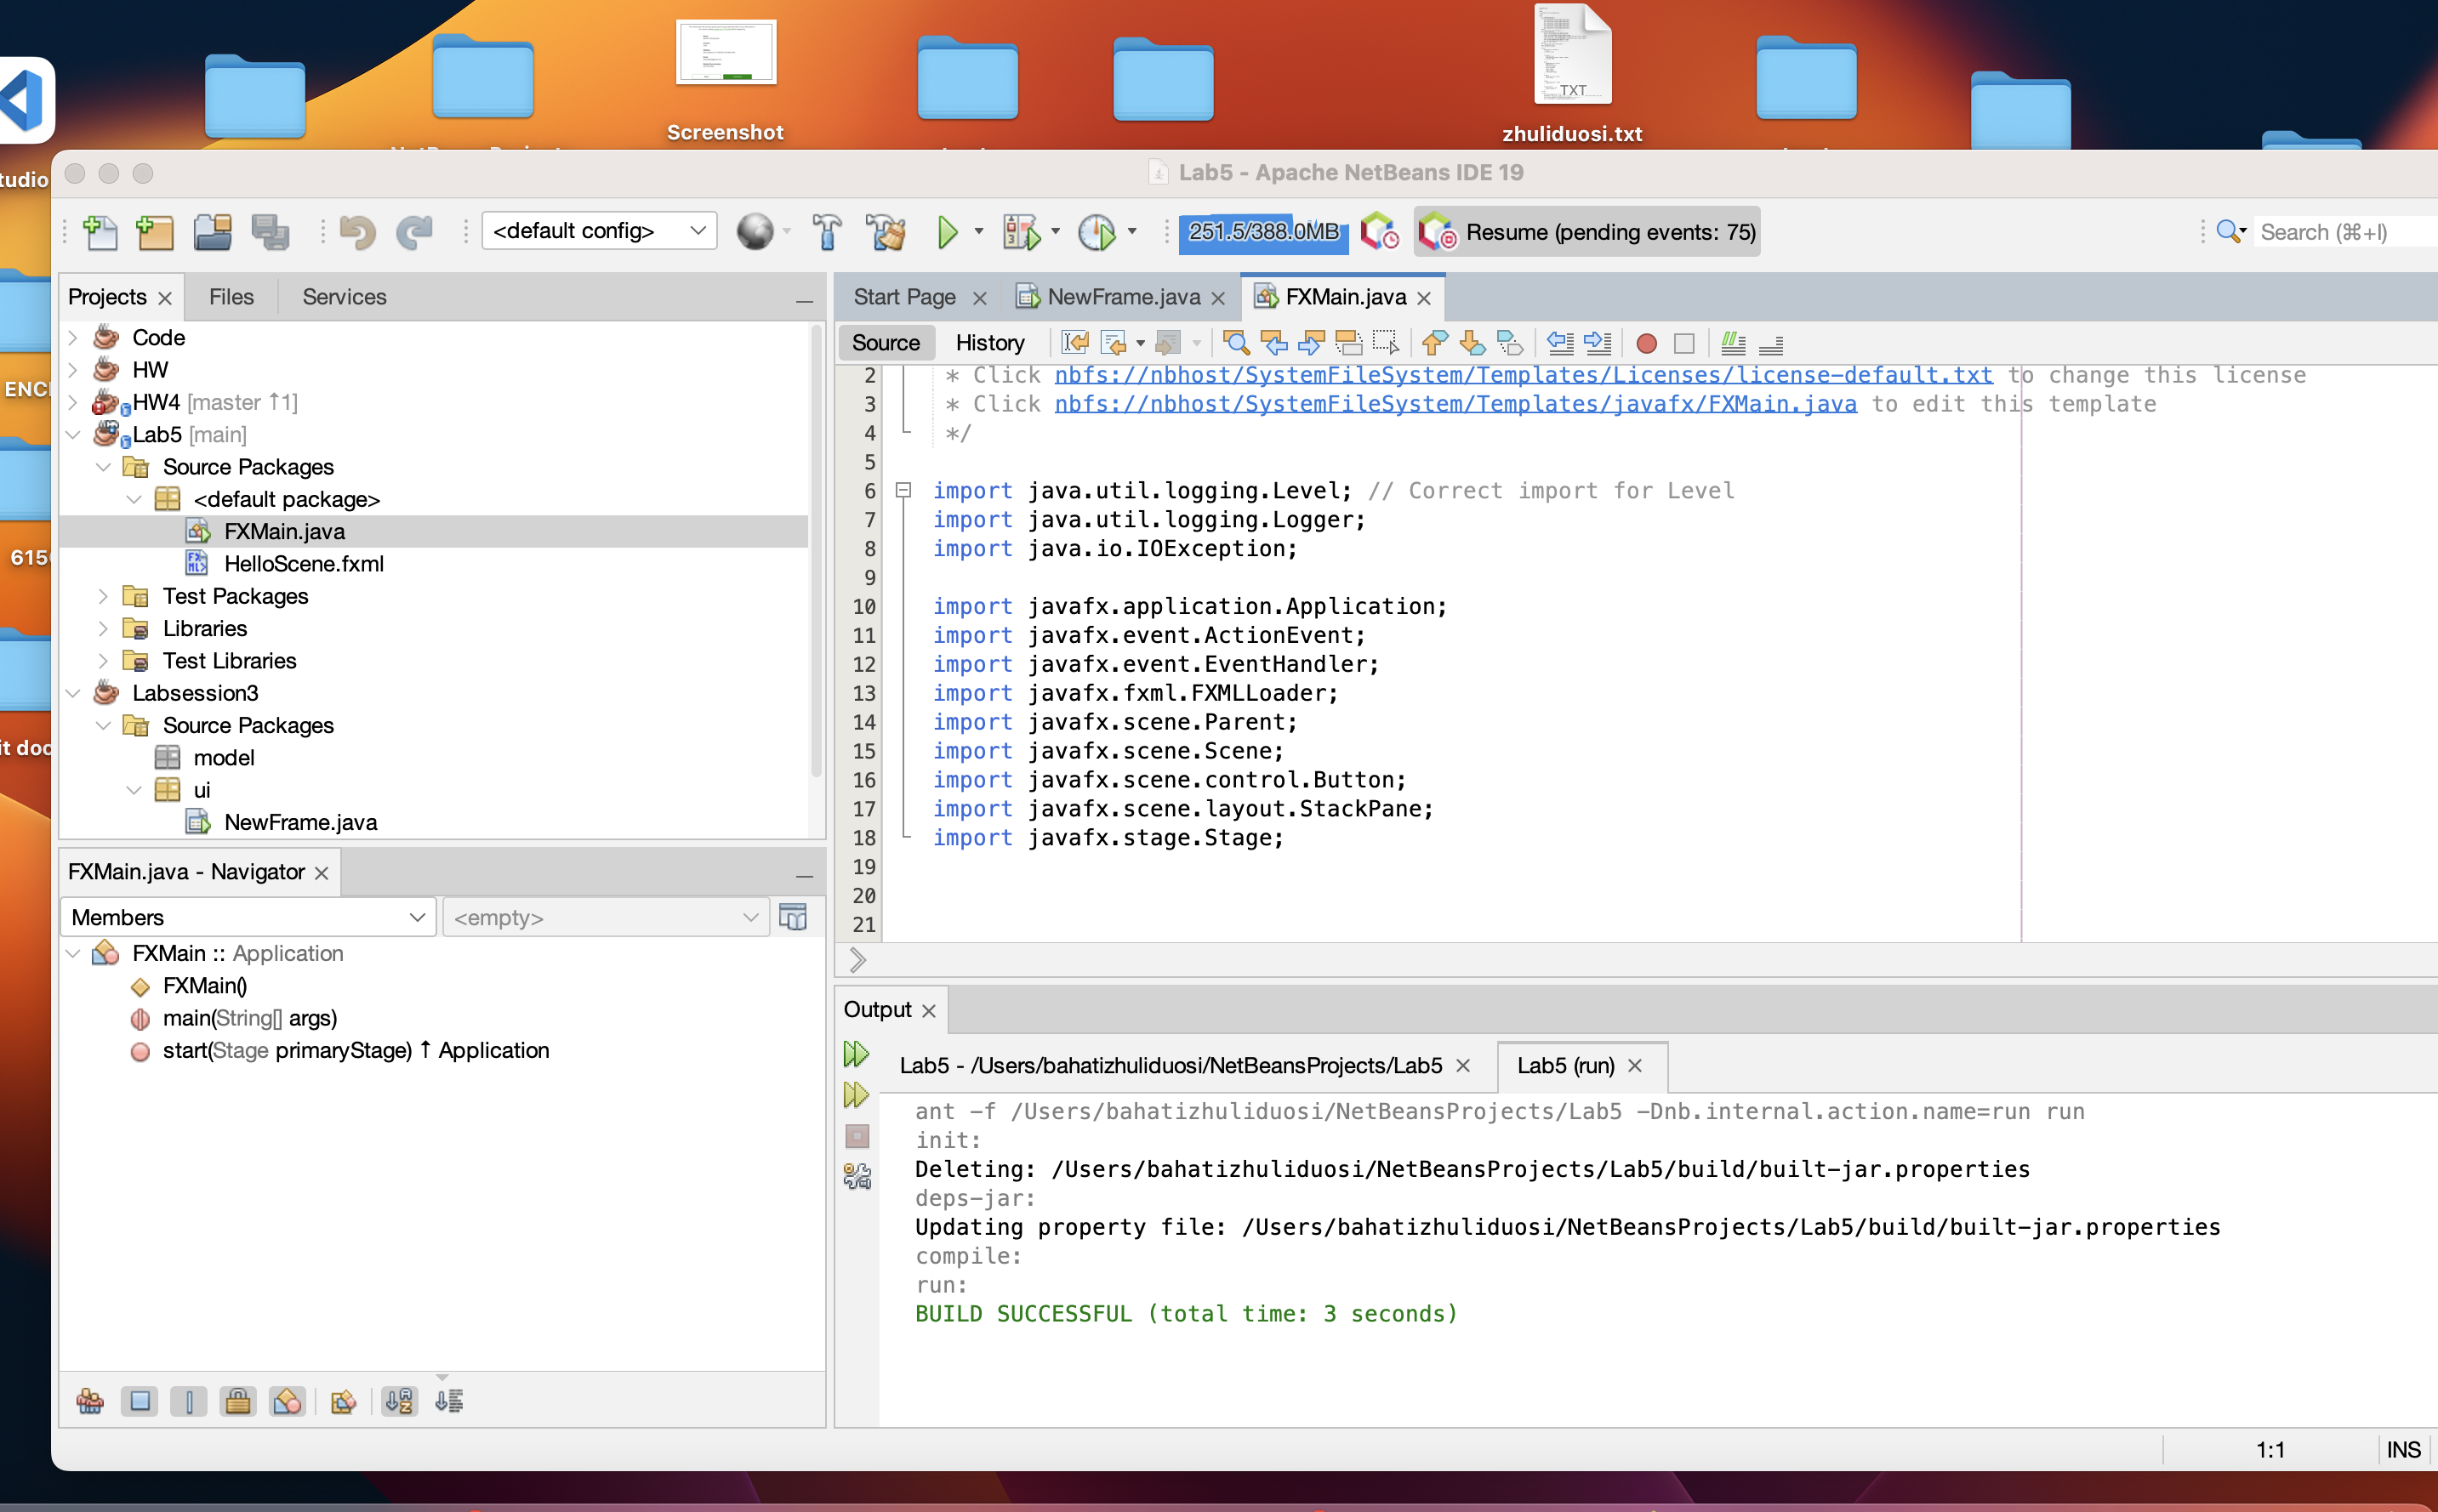 Screenshot
zhuliduosi.txt
TXT
tudio
ENC
615
it doc
Lab5 - Apache NetBeans IDE 19
<default config>
251.5/388.0MB
Resume (pending events: 75)
Search (⌘+I)
Projects
Files
Services
Code
HW
HW4 [master ↑1]
Lab5 [main]
Source Packages
<default package>
FXMain.java
HelloScene.fxml
Test Packages
Libraries
Test Libraries
Labsession3
Source Packages
model
ui
NewFrame.java
FXMain.java - Navigator
Members
<empty>
FXMain :: Application
FXMain()
main(String[] args)
start(Stage primaryStage) ↑ Application
Start Page
NewFrame.java
FXMain.java
Source
History
2 * Click nbfs://nbhost/SystemFileSystem/Templates/Licenses/license-default.txt to change this license
3 * Click nbfs://nbhost/SystemFileSystem/Templates/javafx/FXMain.java to edit this template
4 */
5
6 import java.util.logging.Level; // Correct import for Level
7 import java.util.logging.Logger;
8 import java.io.IOException;
9
10 import javafx.application.Application;
11 import javafx.event.ActionEvent;
12 import javafx.event.EventHandler;
13 import javafx.fxml.FXMLLoader;
14 import javafx.scene.Parent;
15 import javafx.scene.Scene;
16 import javafx.scene.control.Button;
17 import javafx.scene.layout.StackPane;
18 import javafx.stage.Stage;
19
20
21
Output
Lab5 - /Users/bahatizhuliduosi/NetBeansProjects/Lab5
Lab5 (run)
ant -f /Users/bahatizhuliduosi/NetBeansProjects/Lab5 -Dnb.internal.action.name=run run
init:
Deleting: /Users/bahatizhuliduosi/NetBeansProjects/Lab5/build/built-jar.properties
deps-jar:
Updating property file: /Users/bahatizhuliduosi/NetBeansProjects/Lab5/build/built-jar.properties
compile:
run:
BUILD SUCCESSFUL (total time: 3 seconds)
1:1
INS